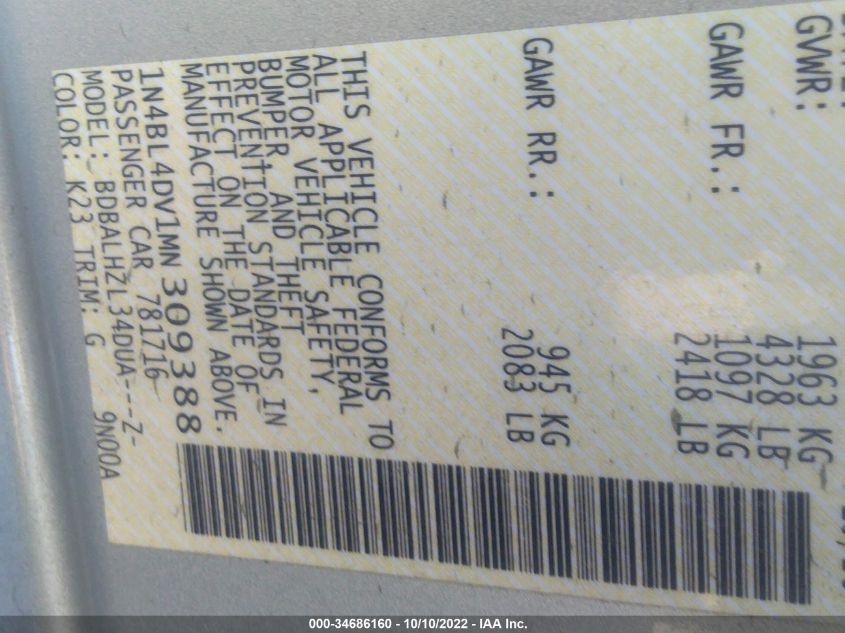 GVWR: 1963 KG
4328 LB
GAWR FR.: 1097 KG
2418 LB
GAWR RR.: 945 KG
2083 LB
THIS VEHICLE CONFORMS TO
ALL APPLICABLE FEDERAL
MOTOR VEHICLE SAFETY,
BUMPER, AND THEFT
PREVENTION STANDARDS IN
EFFECT ON THE DATE OF
MANUFACTURE SHOWN ABOVE.
1N4BL4DV1MN309388
PASSENGER CAR 781716
MODEL: BDBALHZL34DUA---Z-
COLOR: K23 TRIM: G 9N00A
000-34686160 - 10/10/2022 - IAA Inc.